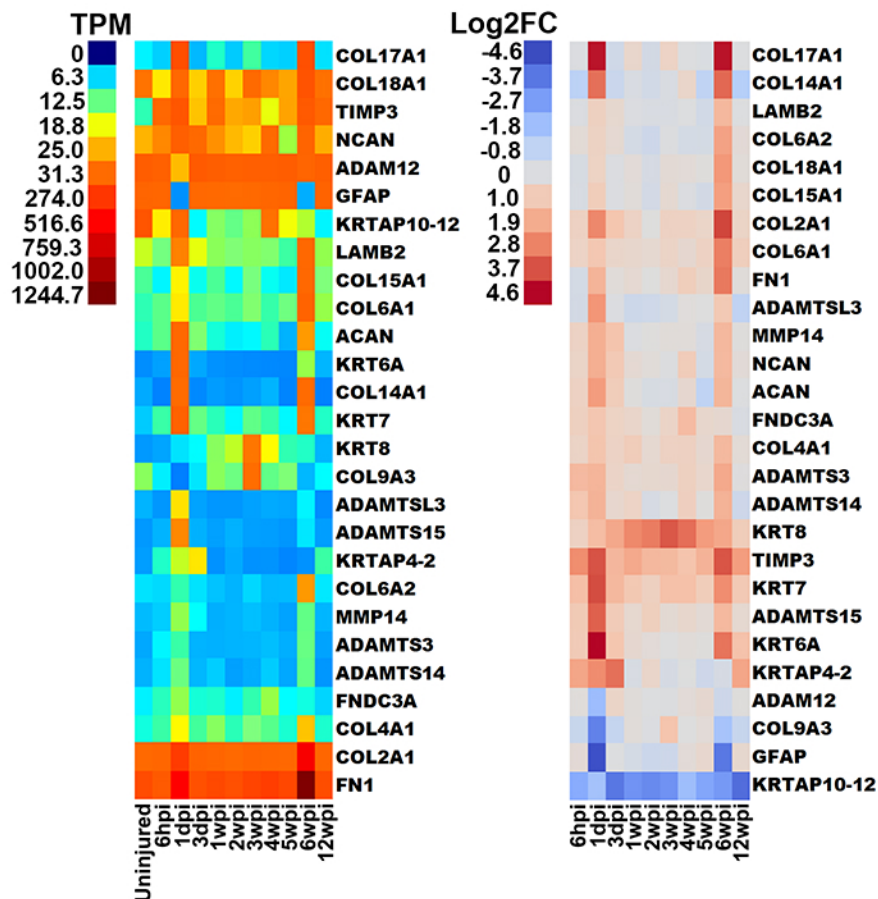 TPM
0
6.3
12.5
18.8
25.0
31.3
274.0
516.6
759.3
1002.0
1244.7
COL17A1
COL18A1
TIMP3
NCAN
ADAM12
GFAP
KRTAP10-12
LAMB2
COL15A1
COL6A1
ACAN
KRT6A
COL14A1
KRT7
KRT8
COL9A3
ADAMTSL3
ADAMTS15
KRTAP4-2
COL6A2
MMP14
ADAMTS3
ADAMTS14
FNDC3A
COL4A1
COL2A1
FN1
Uninjured
6hpi
1dpi
3dpi
1wpi
2wpi
3wpi
4wpi
5wpi
6wpi
12wpi
Log2FC
-4.6
-3.7
-2.7
-1.8
-0.8
0
1.0
1.9
2.8
3.7
4.6
COL17A1
COL14A1
LAMB2
COL6A2
COL18A1
COL15A1
COL2A1
COL6A1
FN1
ADAMTSL3
MMP14
NCAN
ACAN
FNDC3A
COL4A1
ADAMTS3
ADAMTS14
KRT8
TIMP3
KRT7
ADAMTS15
KRT6A
KRTAP4-2
ADAM12
COL9A3
GFAP
KRTAP10-12
6hpi
1dpi
3dpi
1wpi
2wpi
3wpi
4wpi
5wpi
6wpi
12wpi